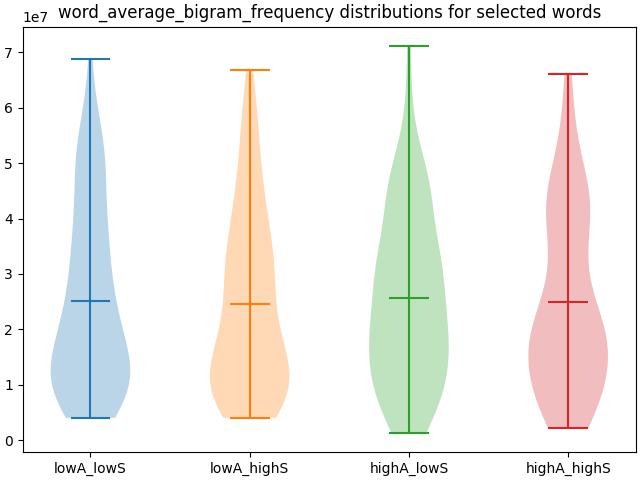 word_average_bigram_frequency distributions for selected words
1e7
7
6
5
4
3
2
1
0
lowA_lowS lowA_highS highA_lowS highA_highS